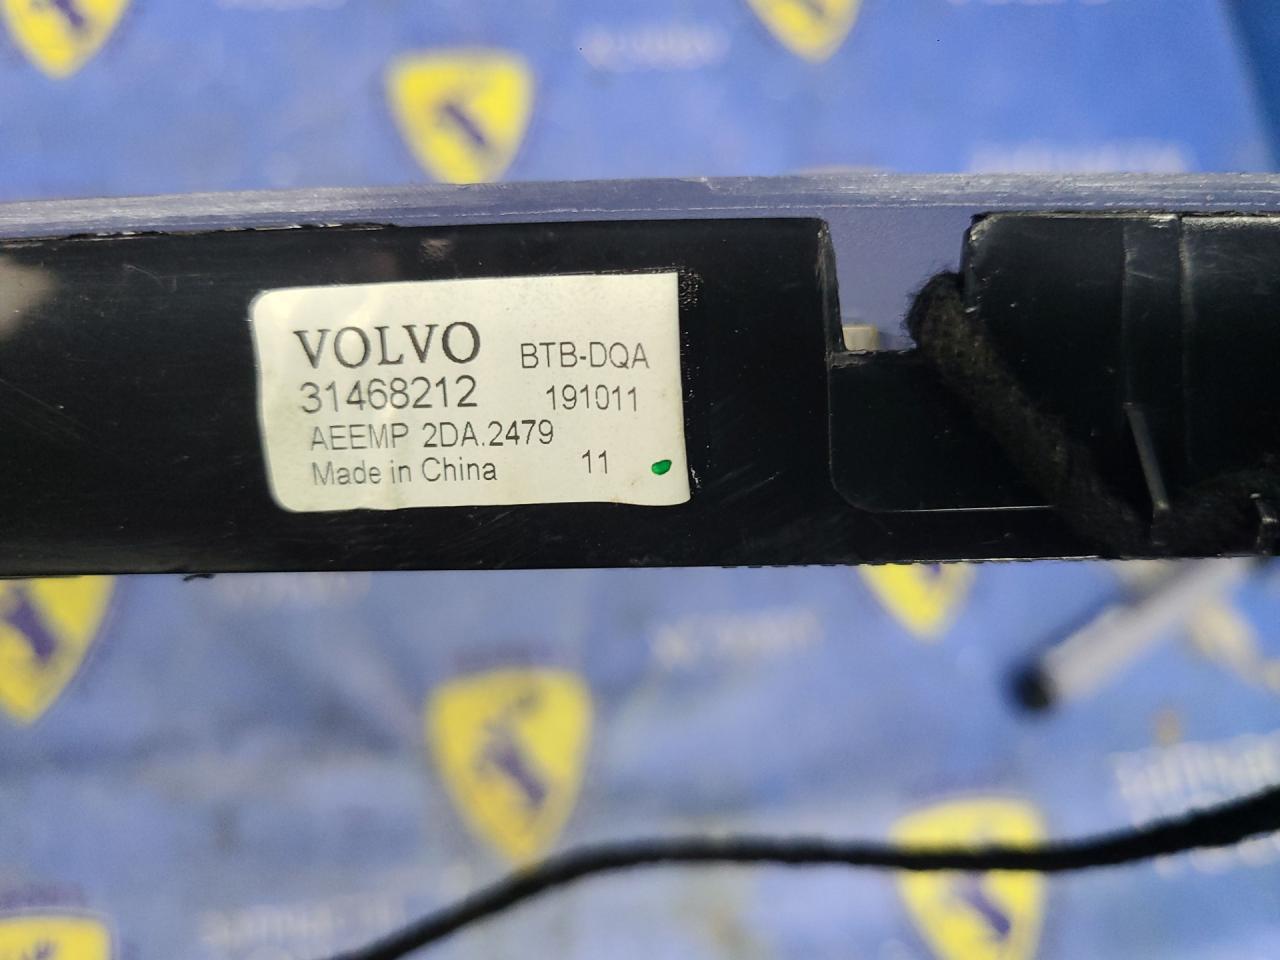 VOLVO BTB-DQA
31468212 191011
AEEMP 2DA.2479
Made in China 11